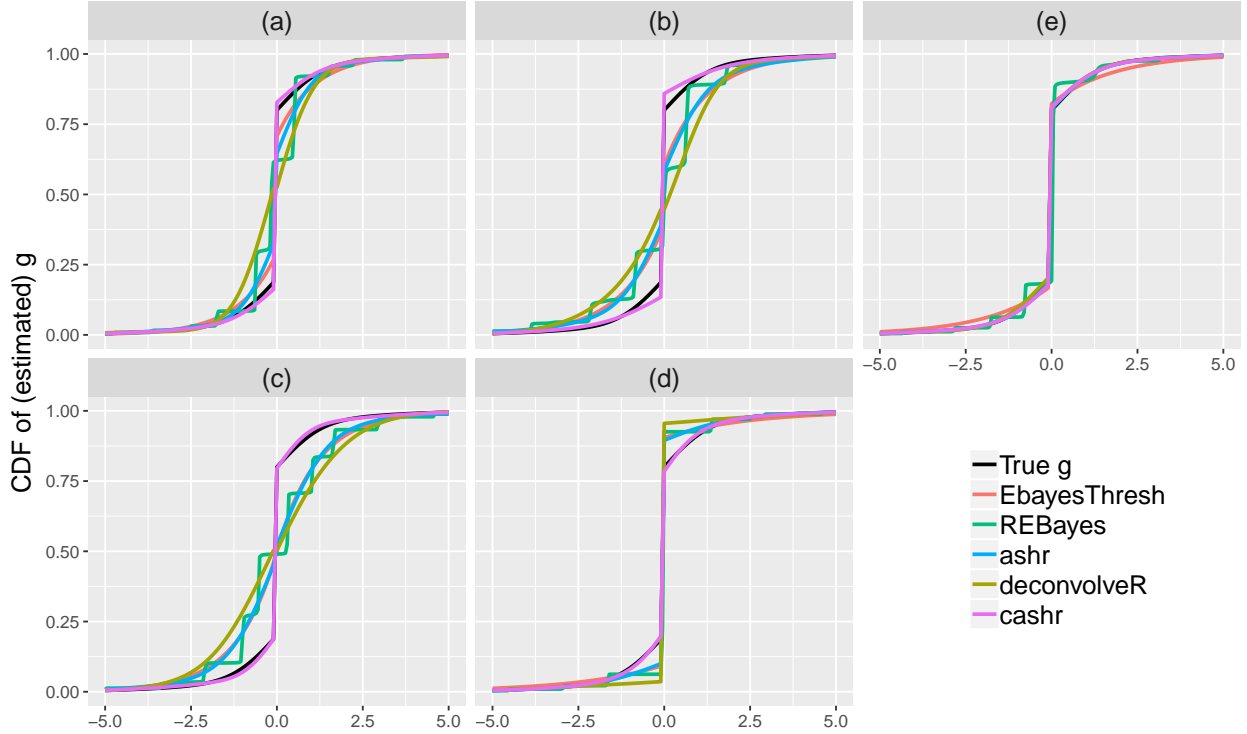 (a)
(b)
(e)
1.00
0.75
0.50
0.25
0.00
−5.0 −2.5 0.0 2.5 5.0
CDF of (estimated) g
(c)
(d)
1.00
0.75
0.50
0.25
0.00
−5.0 −2.5 0.0 2.5 5.0
−5.0 −2.5 0.0 2.5 5.0
True g
EbayesThresh
REBayes
ashr
deconvolveR
cashr